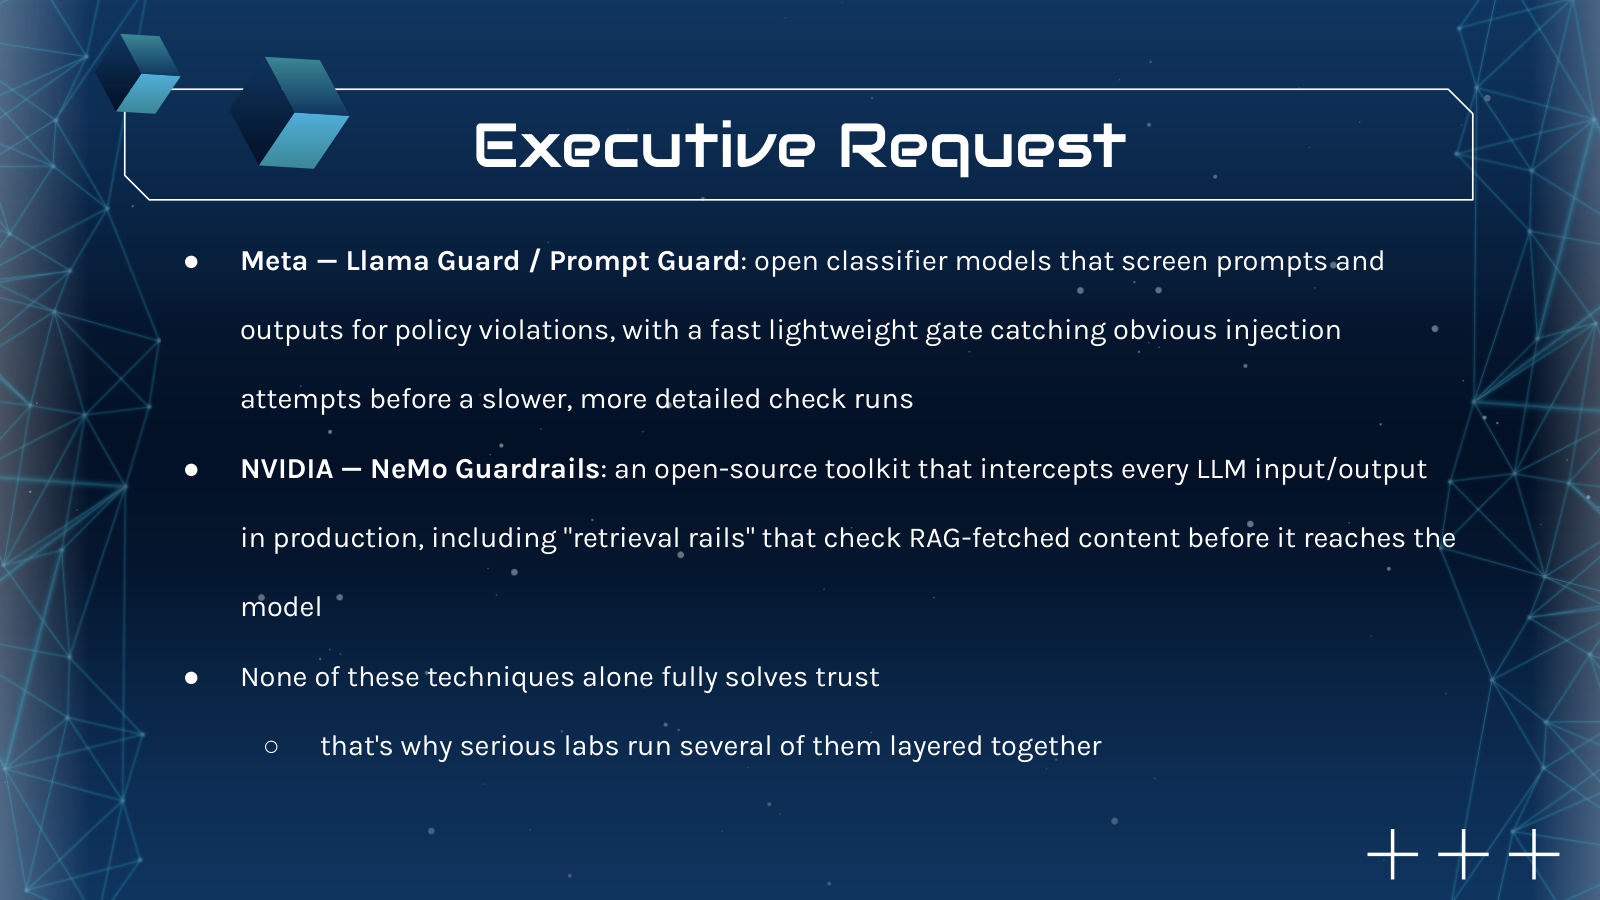 Executive Request
● Meta — Llama Guard / Prompt Guard: open classifier models that screen prompts and
outputs for policy violations, with a fast lightweight gate catching obvious injection
attempts before a slower, more detailed check runs
● NVIDIA — NeMo Guardrails: an open-source toolkit that intercepts every LLM input/output
in production, including "retrieval rails" that check RAG-fetched content before it reaches the
model
● None of these techniques alone fully solves trust
○ that's why serious labs run several of them layered together